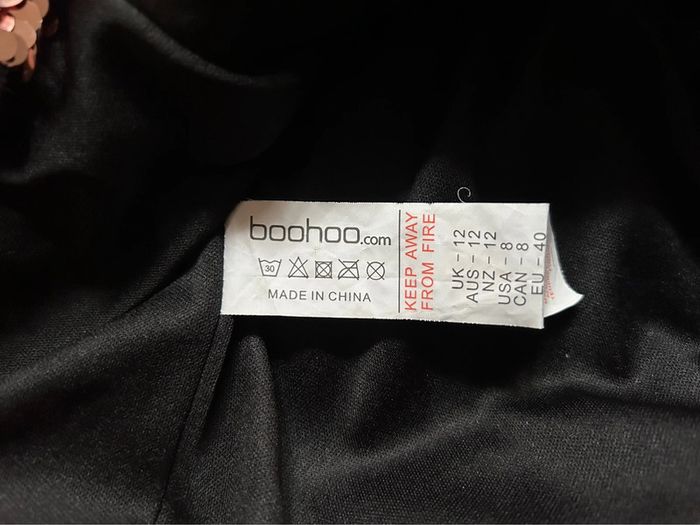 boohoo.com
30
MADE IN CHINA
KEEP AWAY
FROM FIRE
UK - 12
AUS - 12
ANZ - 12
USA - 8
CAN - 8
EU - 40